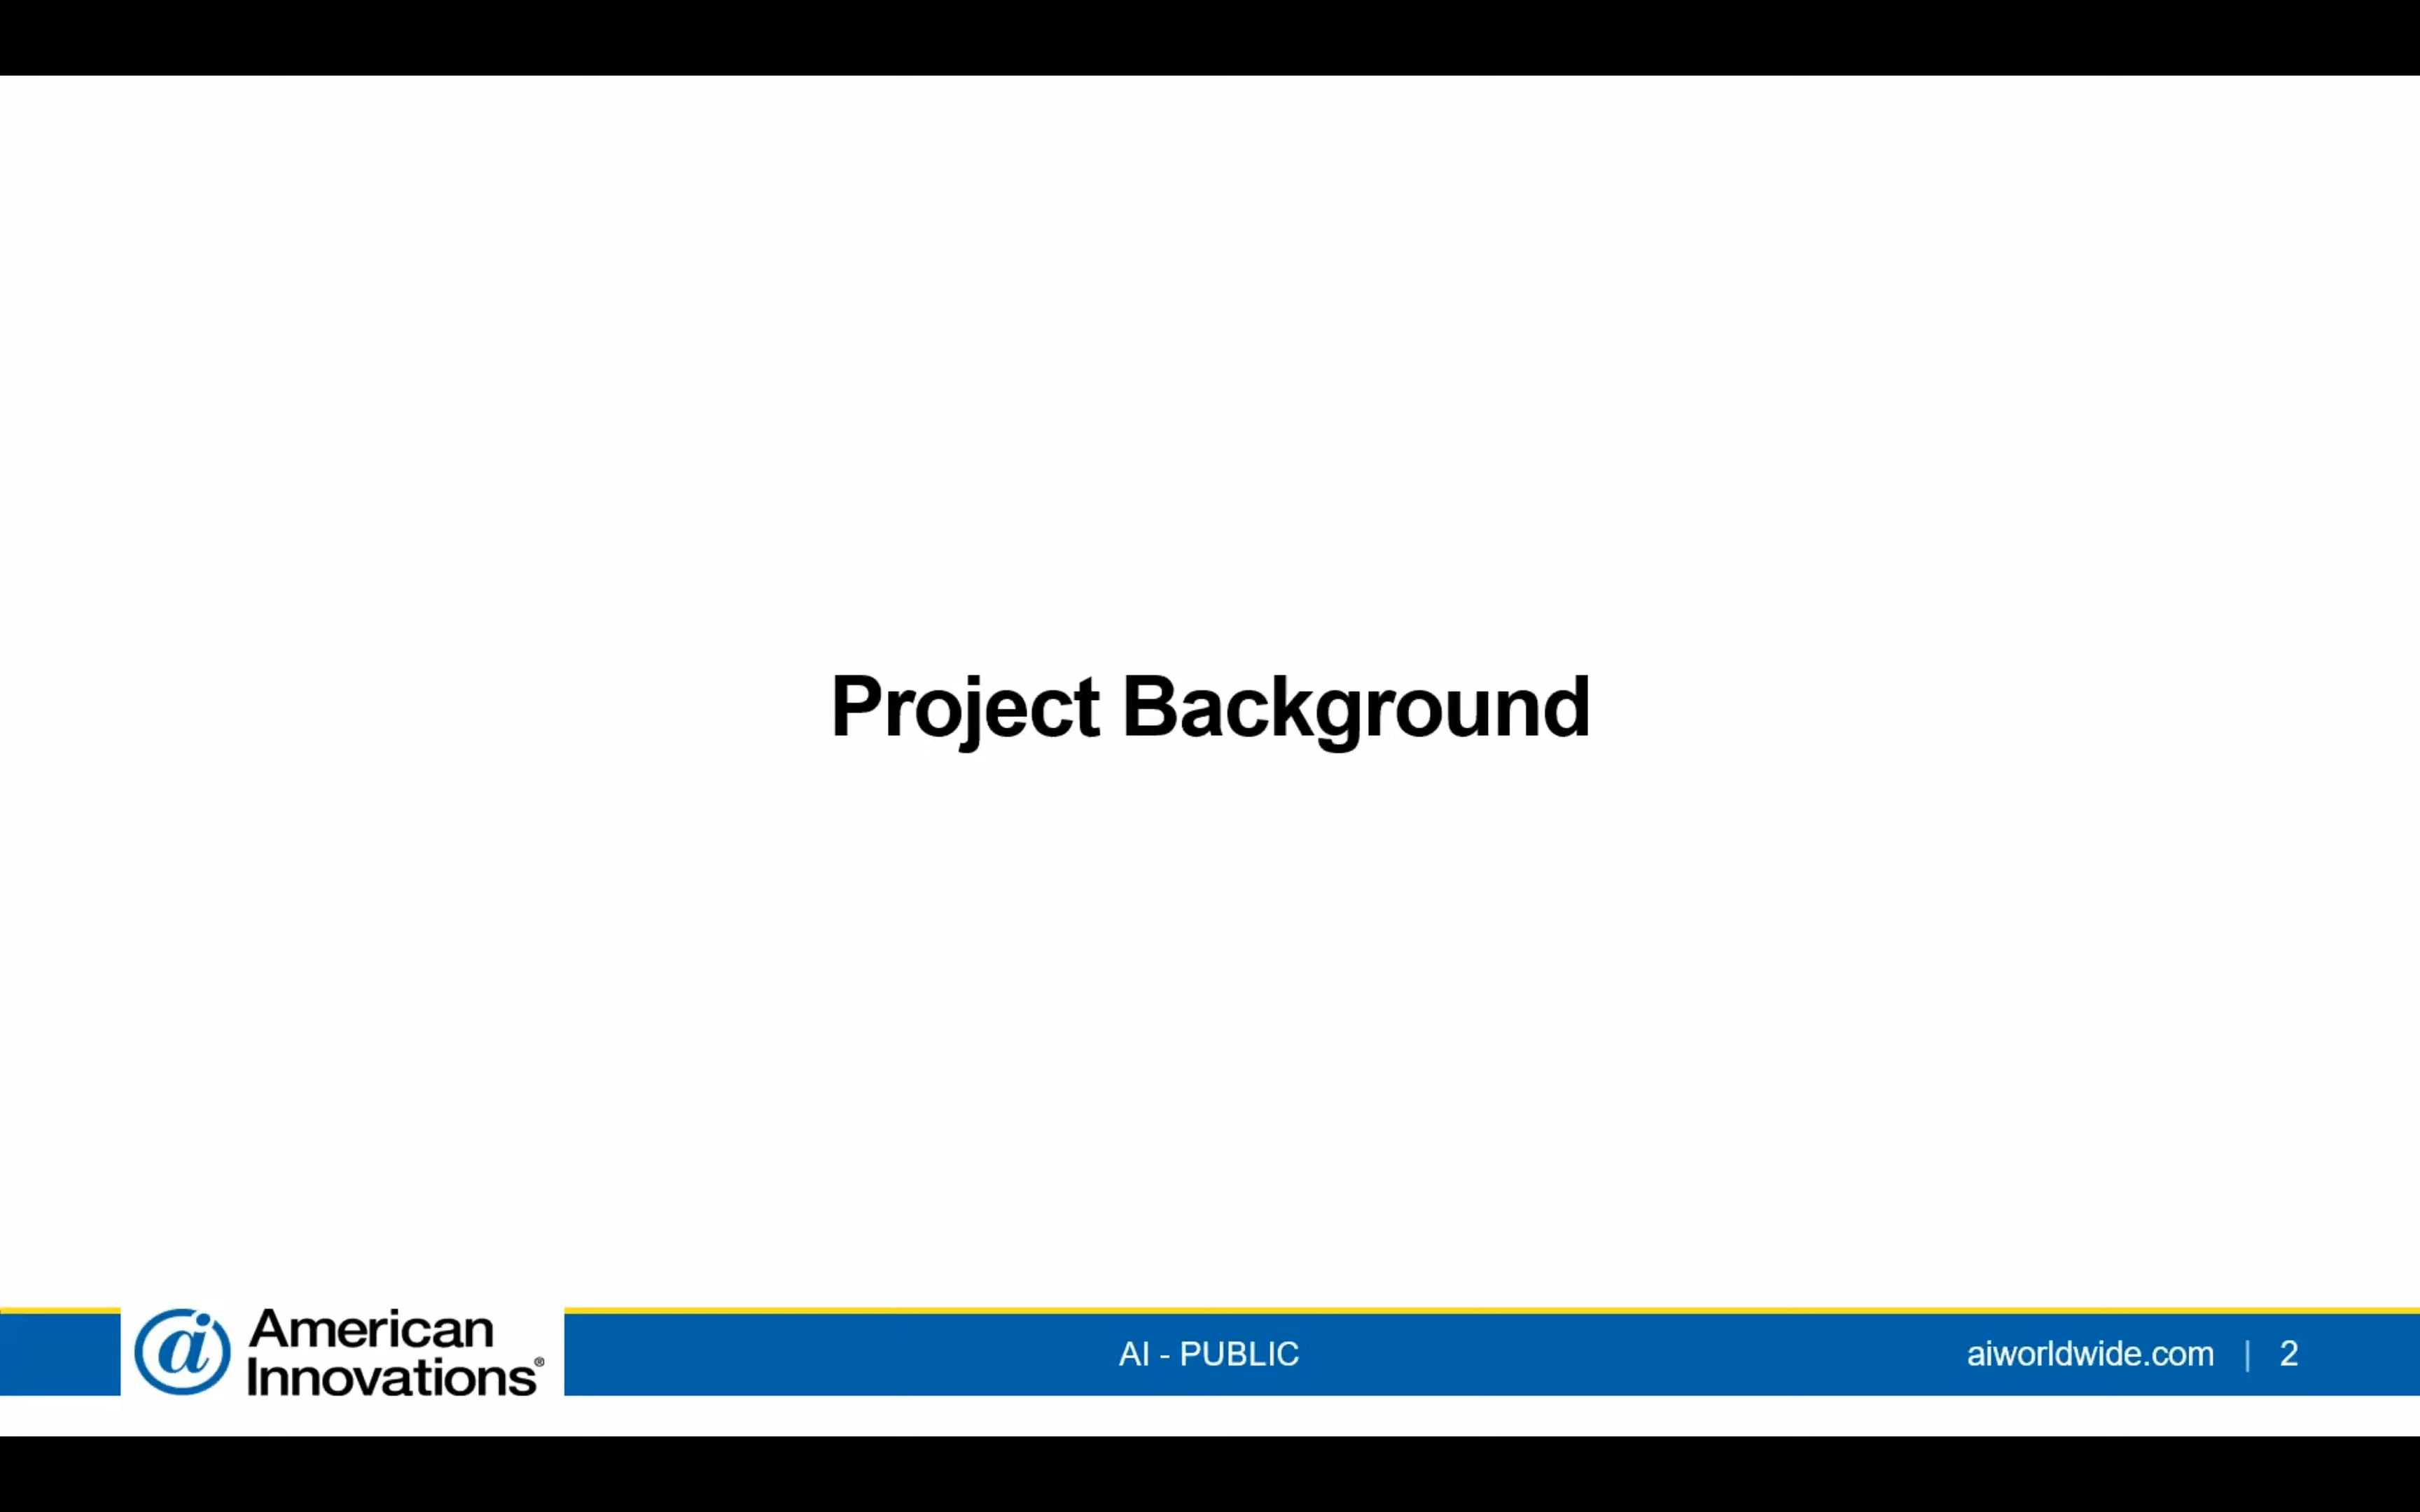 Project Background
American
Innovations®
AI - PUBLIC
aiworldwide.com | 2